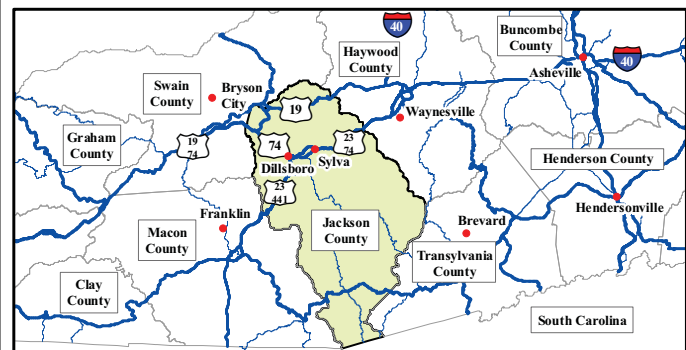 40
Buncombe
County
Haywood
County
40
Asheville
Swain
County
Bryson
City
19
Waynesville
Graham
County
19
74
74
23
74
Sylva
Dillsboro
Henderson County
23
441
Hendersonville
Franklin
Jackson
County
Brevard
Macon
County
Transylvania
County
Clay
County
South Carolina